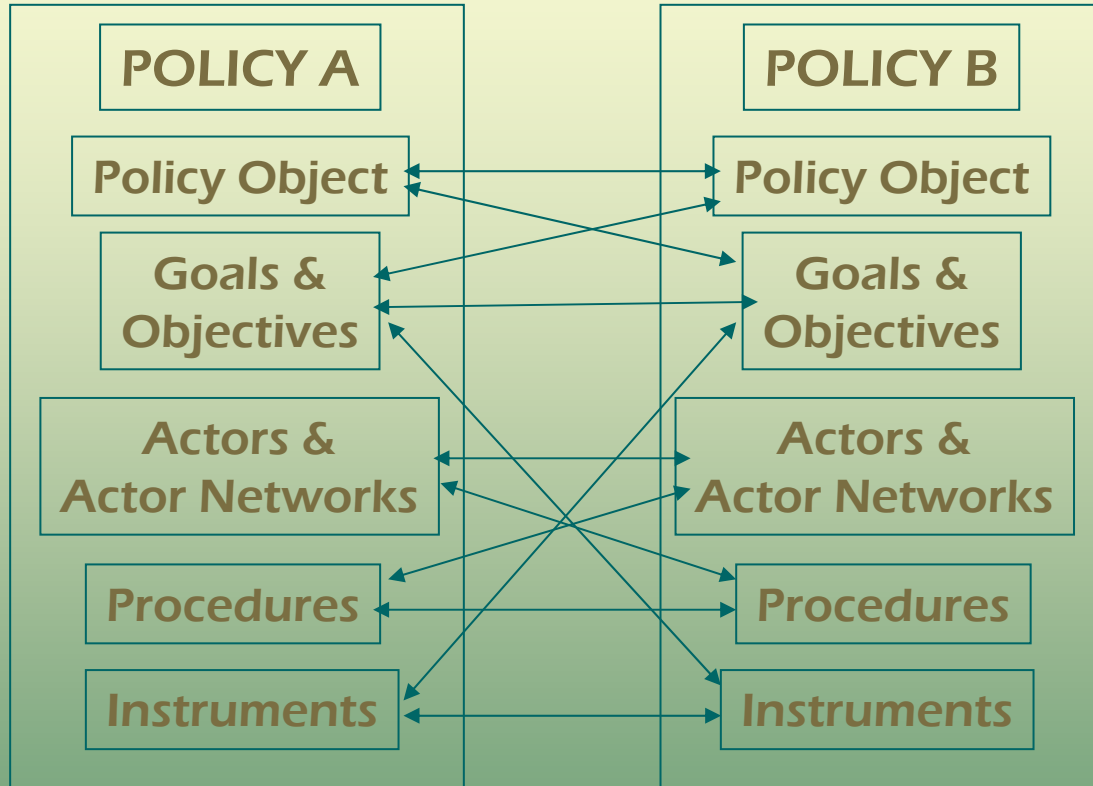 POLICY A
Policy Object
Goals &
Objectives
Actors &
Actor Networks
Procedures
Instruments
POLICY B
Policy Object
Goals &
Objectives
Actors &
Actor Networks
Procedures
Instruments